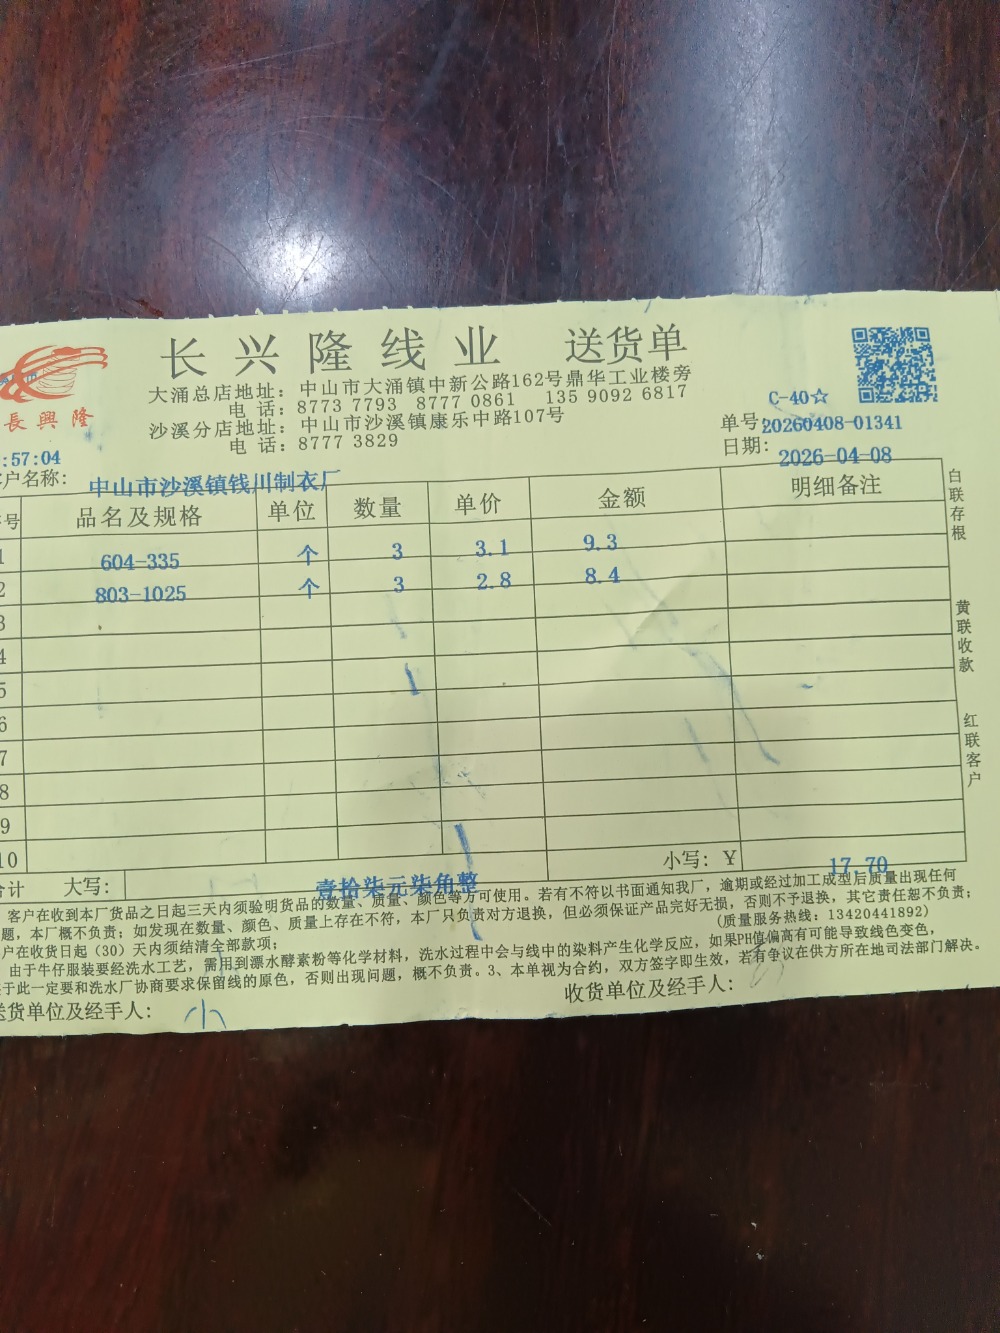 長興隆
长兴隆线业 送货单
大涌总店地址：中山市大涌镇中新公路162号鼎华工业楼旁
电话：8773 7793 8777 0861 135 9092 6817
沙溪分店地址：中山市沙溪镇康乐中路107号
电话：8777 3829
C-40☆
单号：20260408-01341
日期：2026-04-08
:57:04
户名称：中山市沙溪镇钱川制衣厂
号 品名及规格 单位 数量 单价 金额 明细备注
1 604-335 个 3 3.1 9.3
2 803-1025 个 3 2.8 8.4
3
4
5
6
7
8
9
10
合计 大写：壹拾柒元柒角整 小写：¥ 17.70
白联存根
黄联收款
红联客户
客户在收到本厂货品之日起三天内须验明货品的数量、质量、颜色等方可使用。若有不符以书面通知我厂，逾期或经过加工成型后质量出现任何
题，本厂概不负责；如发现在数量、颜色、质量上存在不符，本厂只负责对方退换，但必须保证产品完好无损，否则不予退换，其它责任恕不负责；
户在收货日起（30）天内须结清全部款项；（质量服务热线：13420441892）
由于牛仔服装要经洗水工艺，需用到漂水酵素粉等化学材料，洗水过程中会与线中的染料产生化学反应，如果PH值偏高有可能导致线色变色，
于此一定要和洗水厂协商要求保留线的原色，否则出现问题，概不负责。3、本单视为合约，双方签字即生效，若有争议在供方所在地司法部门解决。
送货单位及经手人： 小 收货单位及经手人：